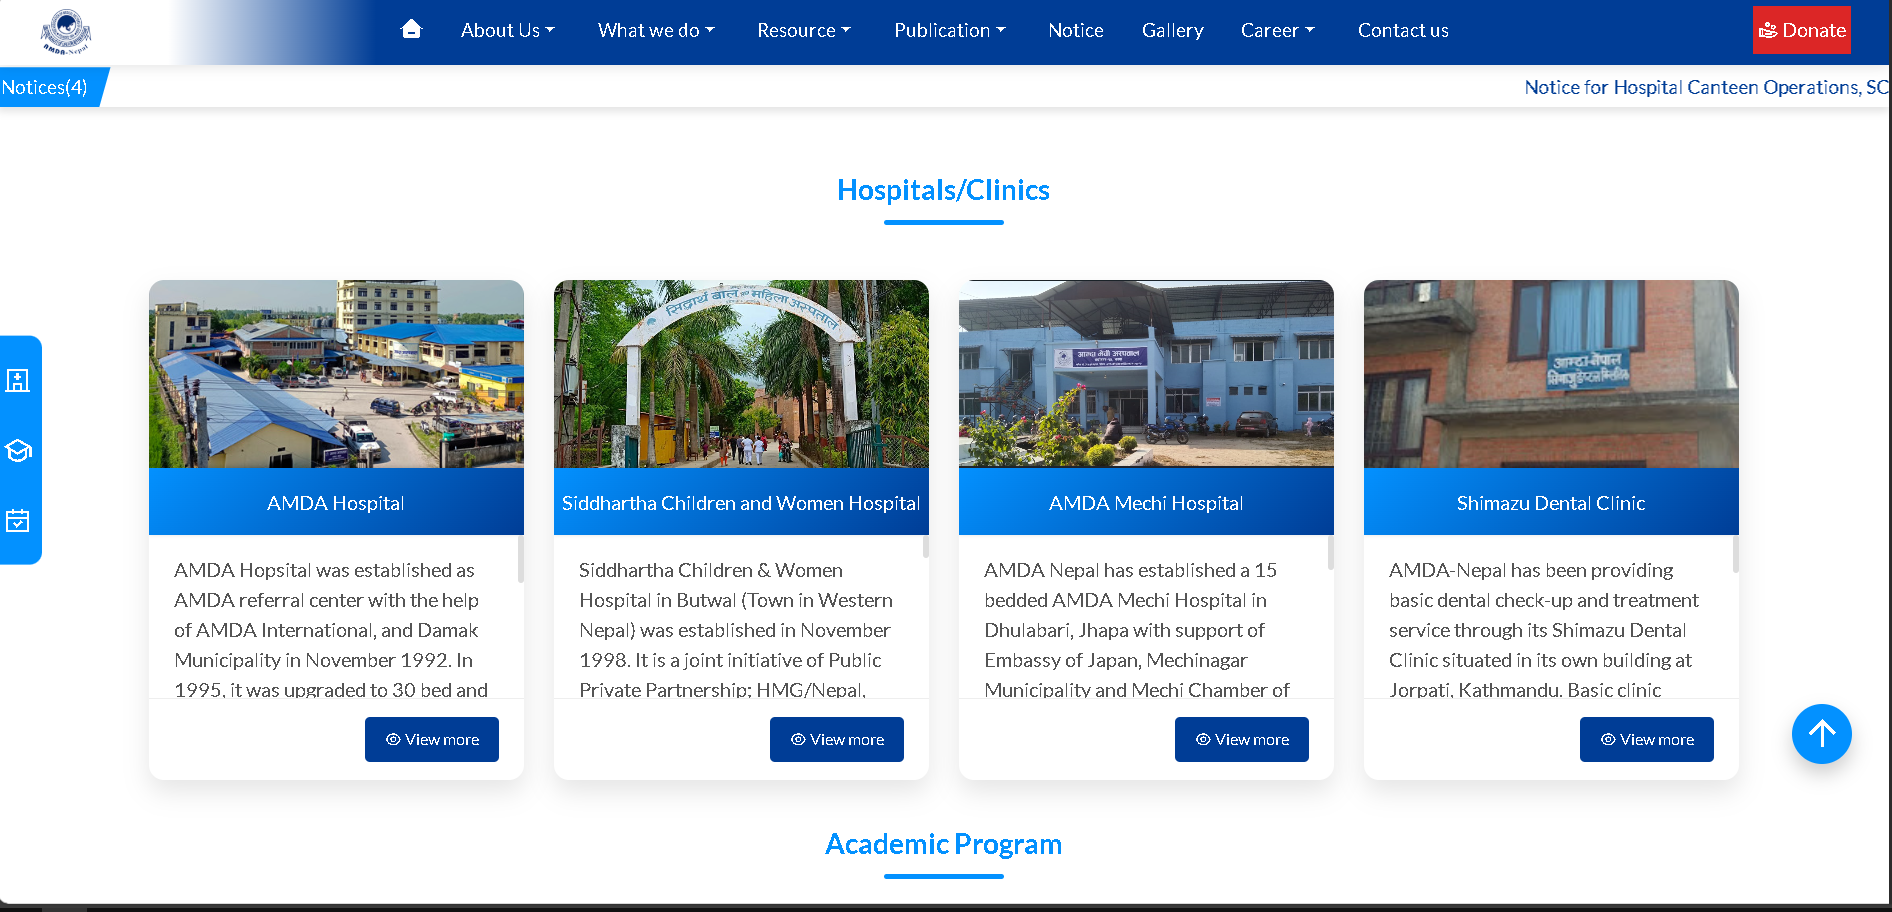 AMDA-Nepal
About Us
What we do
Resource
Publication
Notice
Gallery
Career
Contact us
Donate
Notices(4)
Notice for Hospital Canteen Operations, SC
Hospitals/Clinics
सिद्धार्थ बाल महिला अस्पताल
आम्दा मेची अस्पताल
आम्दा नेपाल
AMDA Hospital
Siddhartha Children and Women Hospital
AMDA Mechi Hospital
Shimazu Dental Clinic
AMDA Hopsital was established as
AMDA referral center with the help
of AMDA International, and Damak
Municipality in November 1992. In
1995, it was upgraded to 30 bed and
Siddhartha Children & Women
Hospital in Butwal (Town in Western
Nepal) was established in November
1998. It is a joint initiative of Public
Private Partnership; HMG/Nepal,
AMDA Nepal has established a 15
bedded AMDA Mechi Hospital in
Dhulabari, Jhapa with support of
Embassy of Japan, Mechinagar
Municipality and Mechi Chamber of
AMDA-Nepal has been providing
basic dental check-up and treatment
service through its Shimazu Dental
Clinic situated in its own building at
Jorpati, Kathmandu. Basic clinic
View more
View more
View more
View more
Academic Program